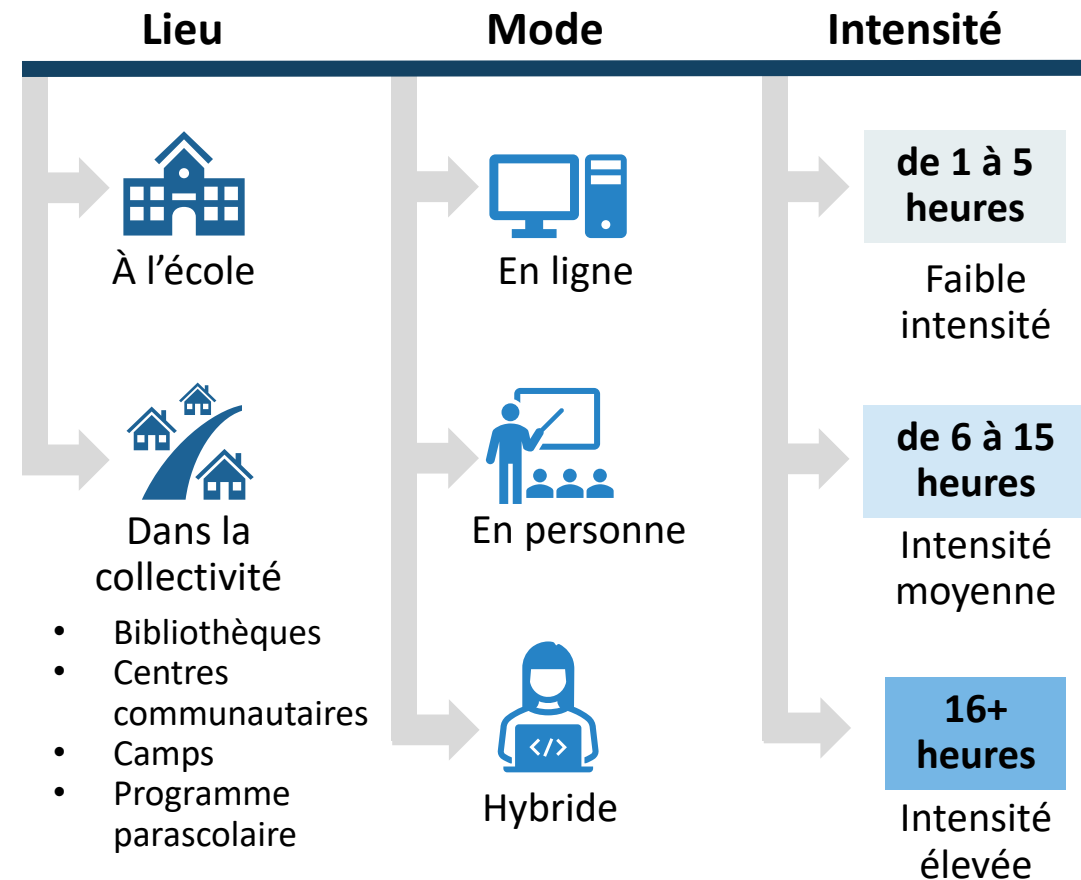 Lieu
Mode
Intensité
À l’école
Dans la
collectivité
• Bibliothèques
• Centres
communautaires
• Camps
• Programme
parascolaire
En ligne
En personne
</>
Hybride
de 1 à 5
heures
Faible
intensité
de 6 à 15
heures
Intensité
moyenne
16+
heures
Intensité
élevée